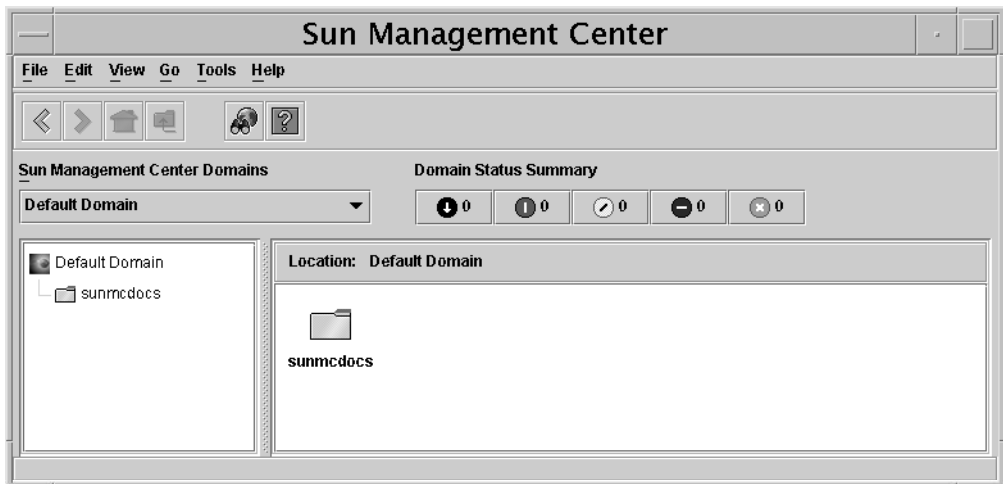 Sun Management Center
File Edit View Go Tools Help
?
Sun Management Center Domains
Domain Status Summary
Default Domain
0 0 0 0 0
Default Domain
sunmcdocs
Location: Default Domain
sunmcdocs